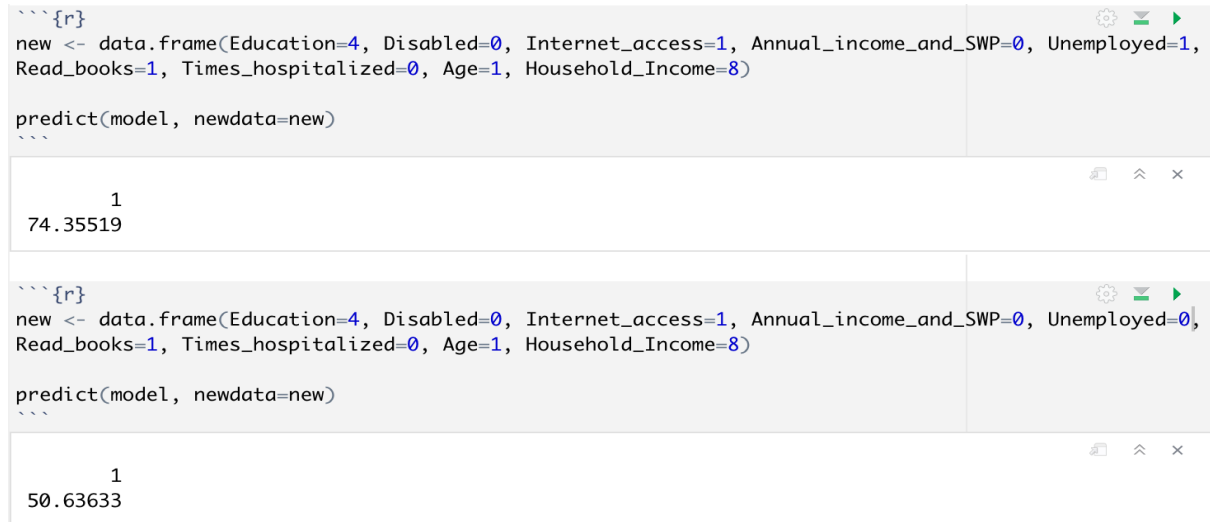 ```{r}
new <- data.frame(Education=4, Disabled=0, Internet_access=1, Annual_income_and_SWP=0, Unemployed=1,
Read_books=1, Times_hospitalized=0, Age=1, Household_Income=8)
predict(model, newdata=new)
```
1
74.35519
```{r}
new <- data.frame(Education=4, Disabled=0, Internet_access=1, Annual_income_and_SWP=0, Unemployed=0,
Read_books=1, Times_hospitalized=0, Age=1, Household_Income=8)
predict(model, newdata=new)
```
1
50.63633